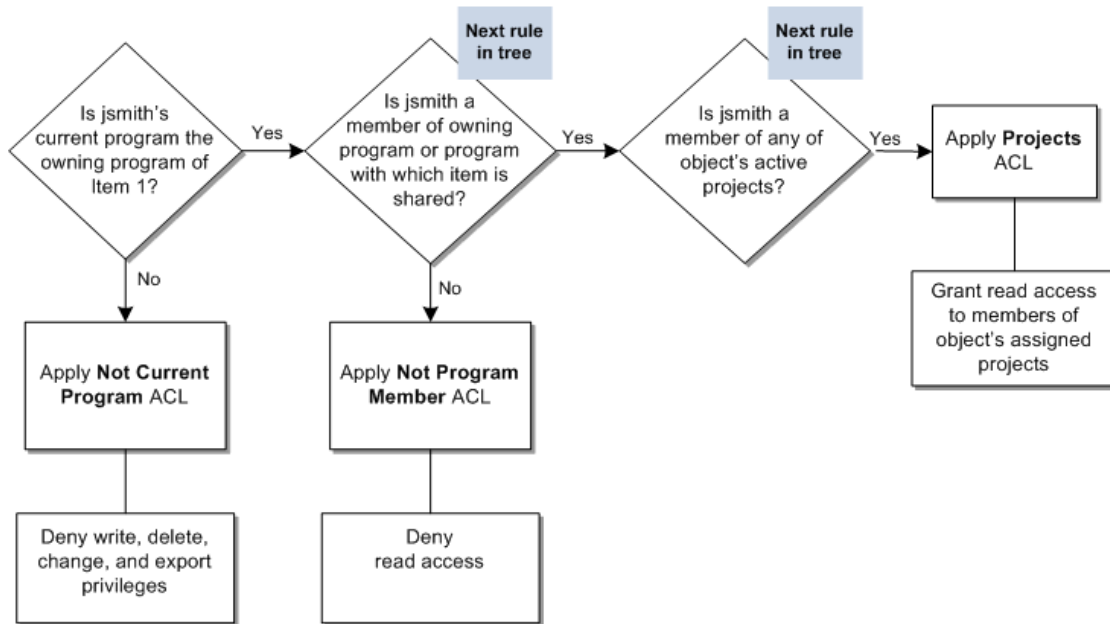 Next rule
in tree
Next rule
in tree
Is jsmith's
current program the
owning program of
Item 1?
Yes
Is jsmith a
member of owning
program or program
with which item is
shared?
Yes
Is jsmith a
member of any of
object's active
projects?
Yes
Apply Projects
ACL
No
No
Grant read access
to members of
object's assigned
projects
Apply Not Current
Program ACL
Apply Not Program
Member ACL
Deny write, delete,
change, and export
privileges
Deny
read access